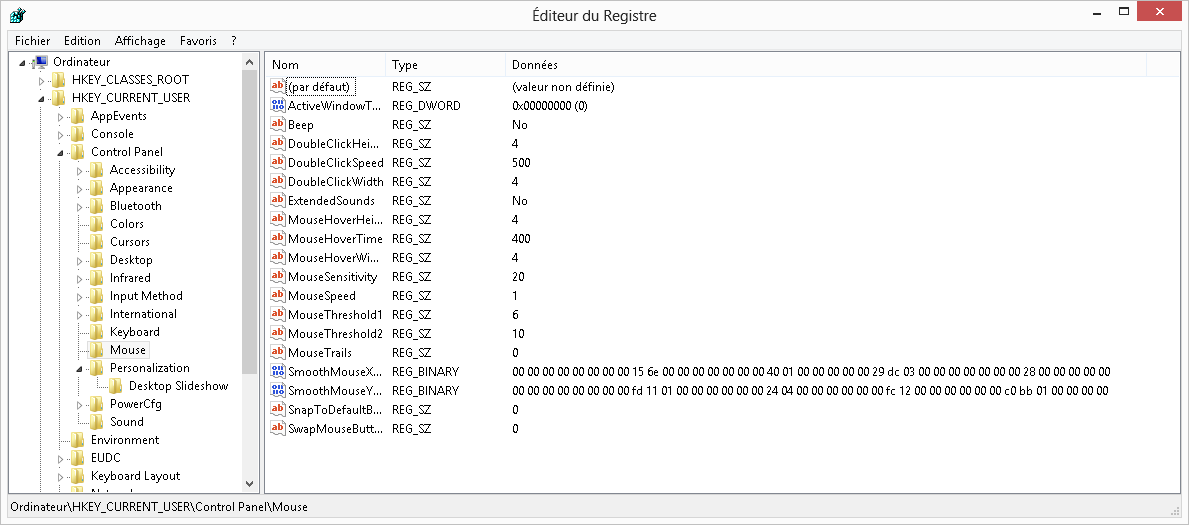 Éditeur du Registre
Fichier Edition Affichage Favoris ?
Ordinateur
HKEY_CLASSES_ROOT
HKEY_CURRENT_USER
AppEvents
Console
Control Panel
Accessibility
Appearance
Bluetooth
Colors
Cursors
Desktop
Infrared
Input Method
International
Keyboard
Mouse
Personalization
Desktop Slideshow
PowerCfg
Sound
Environment
EUDC
Keyboard Layout
Nom Type Données
(par défaut) REG_SZ (valeur non définie)
ActiveWindowT... REG_DWORD 0x00000000 (0)
Beep REG_SZ No
DoubleClickHei... REG_SZ 4
DoubleClickSpeed REG_SZ 500
DoubleClickWidth REG_SZ 4
ExtendedSounds REG_SZ No
MouseHoverHei... REG_SZ 4
MouseHoverTime REG_SZ 400
MouseHoverWi... REG_SZ 4
MouseSensitivity REG_SZ 20
MouseSpeed REG_SZ 1
MouseThreshold1 REG_SZ 6
MouseThreshold2 REG_SZ 10
MouseTrails REG_SZ 0
SmoothMouseX... REG_BINARY 00 00 00 00 00 00 00 00 15 6e 00 00 00 00 00 00 00 40 01 00 00 00 00 00 29 dc 03 00 00 00 00 00 00 00 28 00 00 00 00 00
SmoothMouseY... REG_BINARY 00 00 00 00 00 00 00 00 fd 11 01 00 00 00 00 00 00 24 04 00 00 00 00 00 00 fc 12 00 00 00 00 00 00 c0 bb 01 00 00 00 00
SnapToDefaultB... REG_SZ 0
SwapMouseButt... REG_SZ 0
Ordinateur\HKEY_CURRENT_USER\Control Panel\Mouse